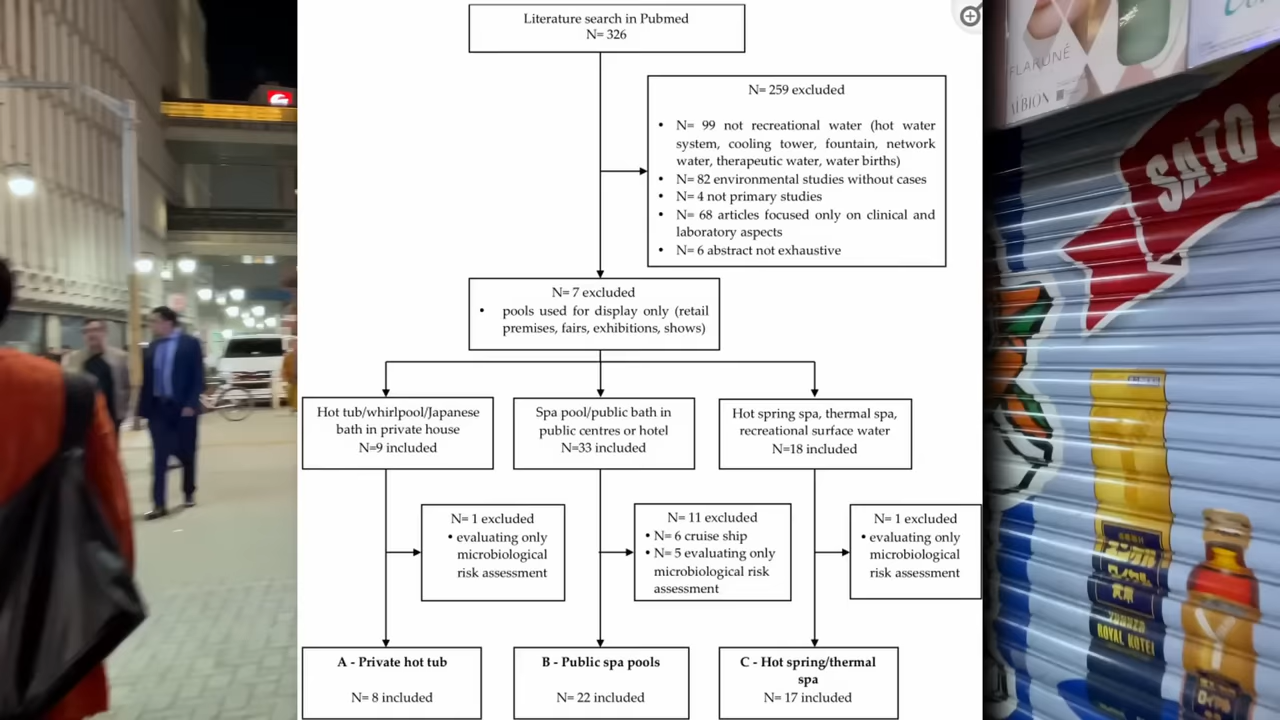 Literature search in Pubmed
N= 326
N= 259 excluded
• N= 99 not recreational water (hot water
system, cooling tower, fountain, network
water, therapeutic water, water births)
• N= 82 environmental studies without cases
• N= 4 not primary studies
• N= 68 articles focused only on clinical and
laboratory aspects
• N= 6 abstract not exhaustive
N= 7 excluded
• pools used for display only (retail
premises, fairs, exhibitions, shows)
Hot tub/whirlpool/Japanese
bath in private house
N=9 included
Spa pool/public bath in
public centres or hotel
N=33 included
Hot spring spa, thermal spa,
recreational surface water
N=18 included
N= 1 excluded
• evaluating only
microbiological
risk assessment
N= 11 excluded
• N= 6 cruise ship
• N= 5 evaluating only
microbiological risk
assessment
N= 1 excluded
• evaluating only
microbiological
risk assessment
A - Private hot tub
N= 8 included
B - Public spa pools
N= 22 included
C - Hot spring/thermal
spa
N= 17 included
FLARUNÉ
ALBION
SATO
ROYAL KOTEI